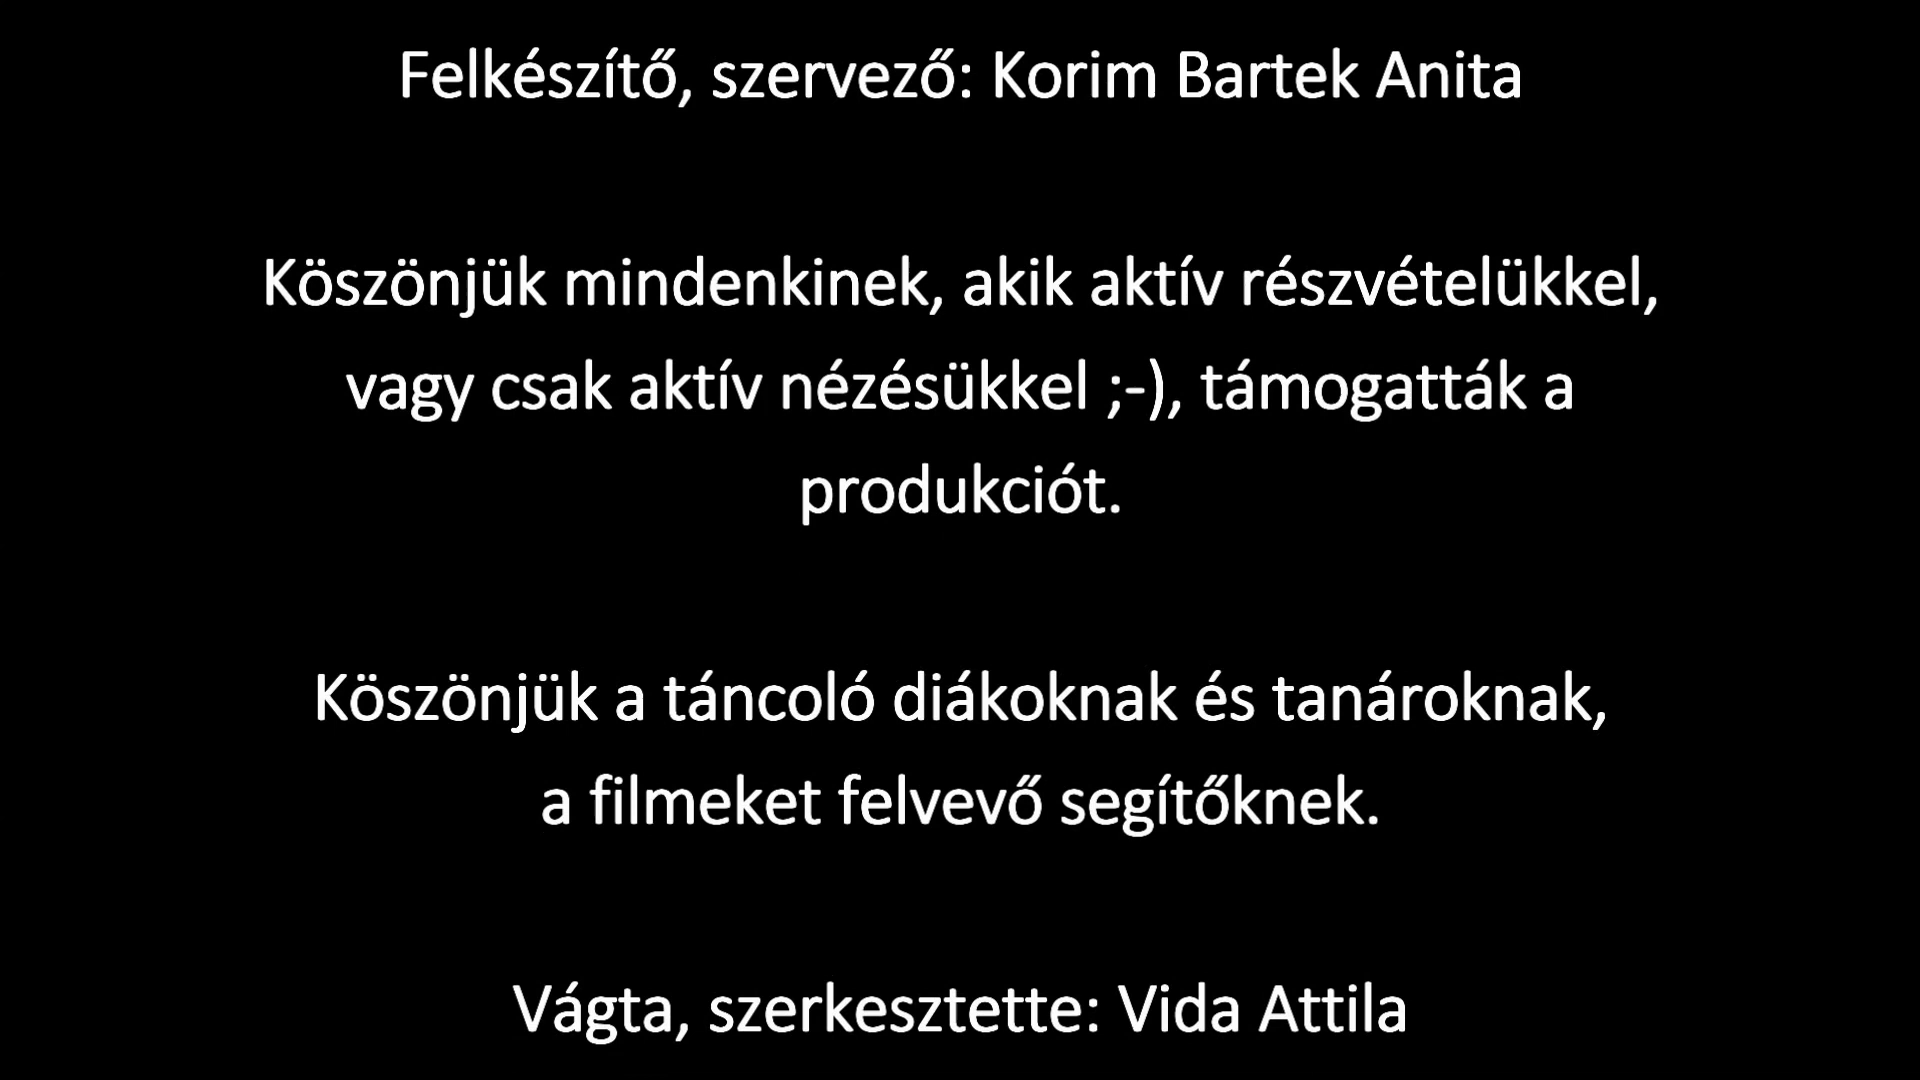 Felkészítő, szervező: Korim Bartek Anita
Köszönjük mindenkinek, akik aktív részvételükkel,
vagy csak aktív nézésükkel ;-), támogatták a
produkciót.
Köszönjük a táncoló diákoknak és tanároknak,
a filmeket felvevő segítőknek.
Vágta, szerkesztette: Vida Attila